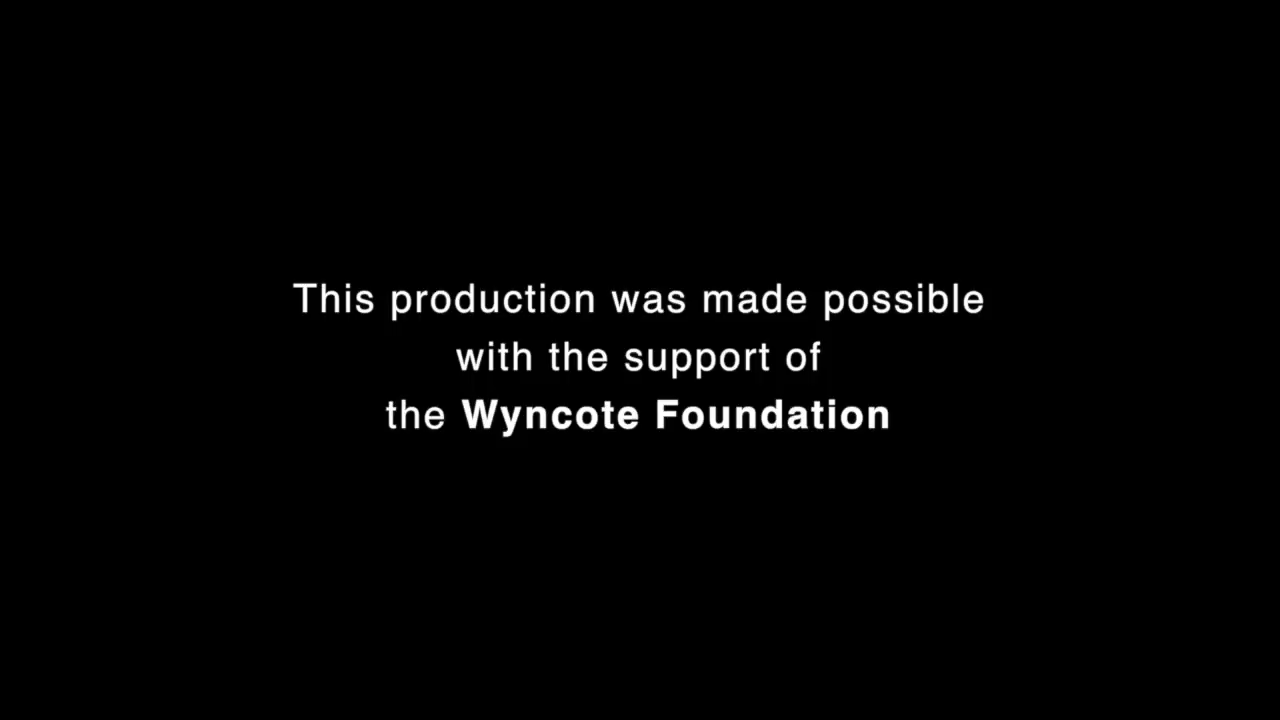 This production was made possible
with the support of
the Wyncote Foundation